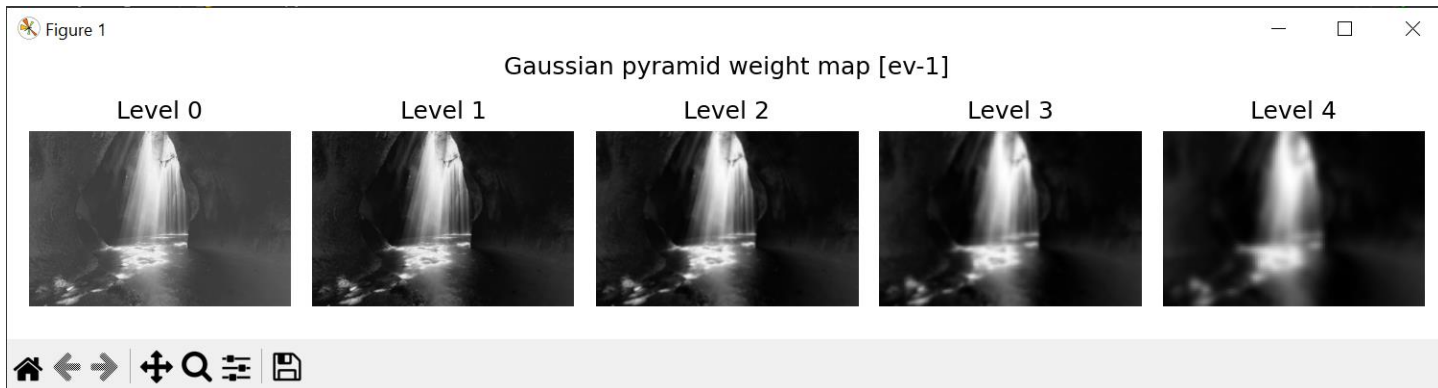 Figure 1
Gaussian pyramid weight map [ev-1]
Level 0
Level 1
Level 2
Level 3
Level 4